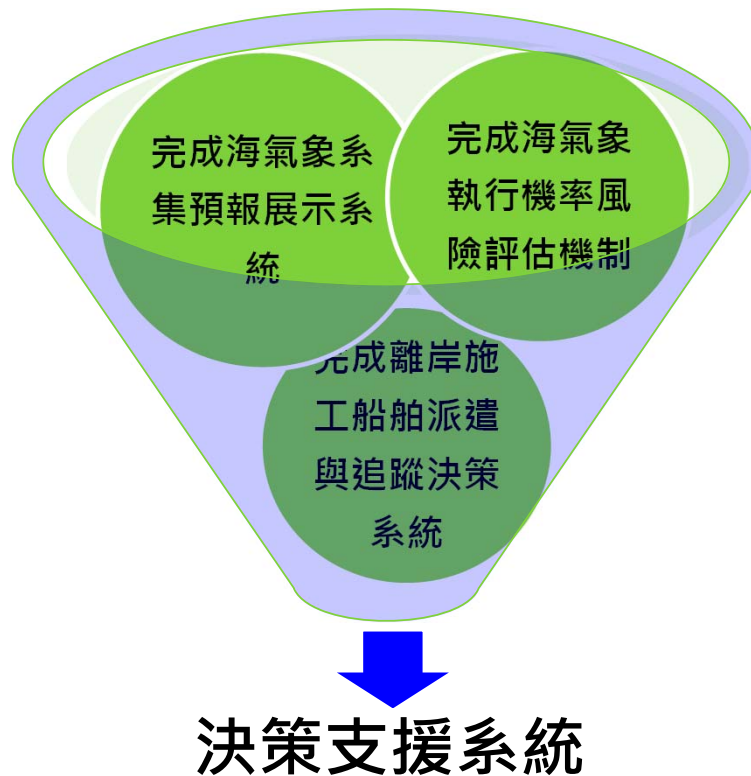 完成海氣象系
集預報展示系
統
完成海氣象
執行機率風
險評估機制
完成離岸施
工船舶派遣
與追蹤決策
系統
決策支援系統